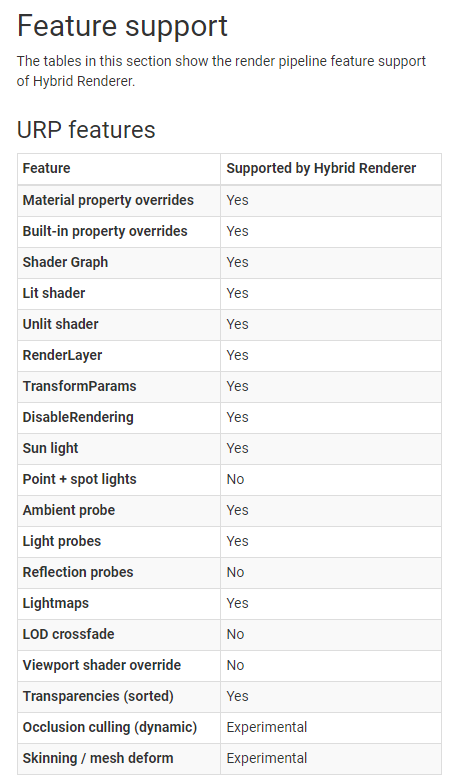 Feature support
The tables in this section show the render pipeline feature support
of Hybrid Renderer.
URP features
Feature Supported by Hybrid Renderer
Material property overrides Yes
Built-in property overrides Yes
Shader Graph Yes
Lit shader Yes
Unlit shader Yes
RenderLayer Yes
TransformParams Yes
DisableRendering Yes
Sun light Yes
Point + spot lights No
Ambient probe Yes
Light probes Yes
Reflection probes No
Lightmaps Yes
LOD crossfade No
Viewport shader override No
Transparencies (sorted) Yes
Occlusion culling (dynamic) Experimental
Skinning / mesh deform Experimental